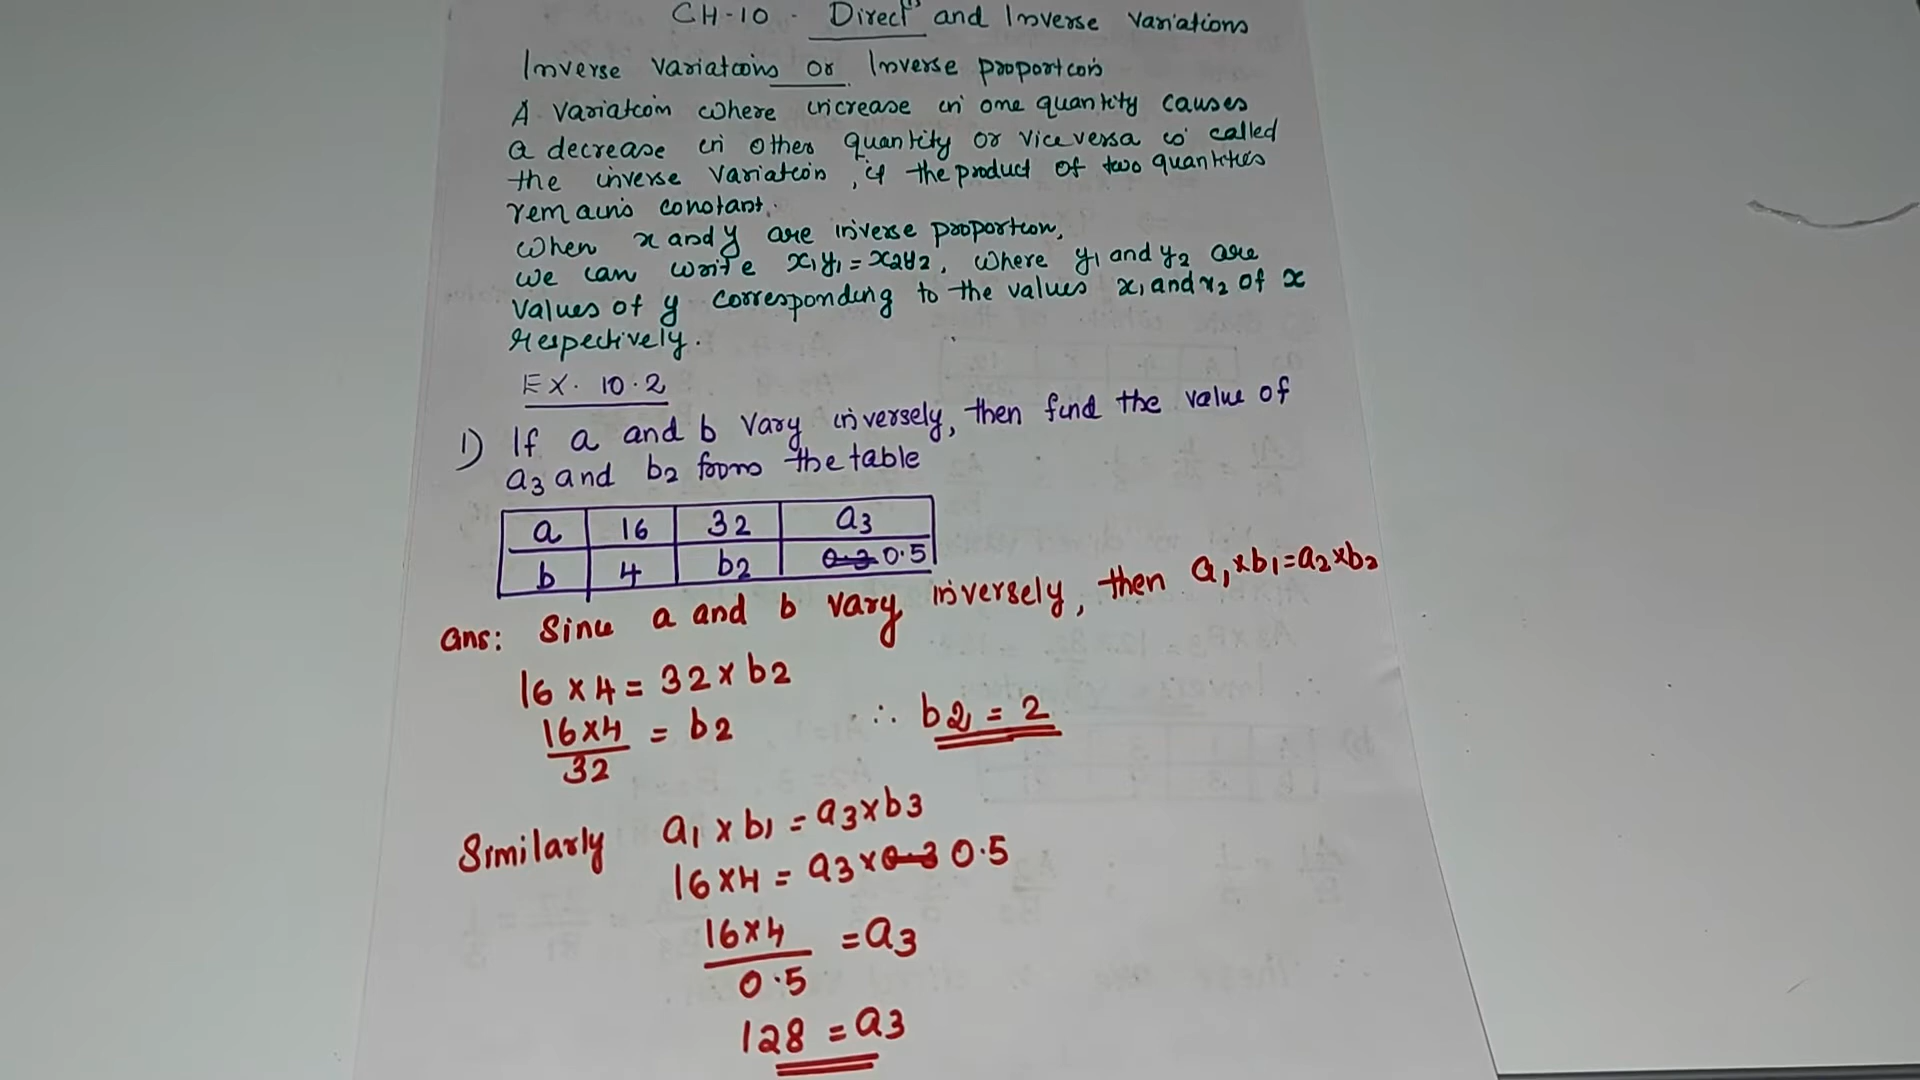 CH-10 - Direct and Inverse Variations
Inverse Variations or Inverse proportion
A variation where increase in one quantity causes
a decrease in other quantity or vice versa is called
the inverse variation, if the product of two quantities
remains constant.
When x and y are inverse proportion,
we can write x₁y₁ = x₂y₂, where y₁ and y₂ are
values of y corresponding to the values x₁ and x₂ of x
respectively.
EX. 10.2
1) If a and b vary inversely, then find the value of
a₃ and b₂ from the table
a 16 32 a₃
b 4 b₂ 0.5
ans: Since a and b vary inversely, then a₁×b₁=a₂×b₂
16 × 4 = 32 × b₂
16×4/32 = b₂ ∴ b₂ = 2
Similarly a₁ × b₁ = a₃×b₃
16×4 = a₃× 0.5
16×4/0.5 = a₃
128 = a₃